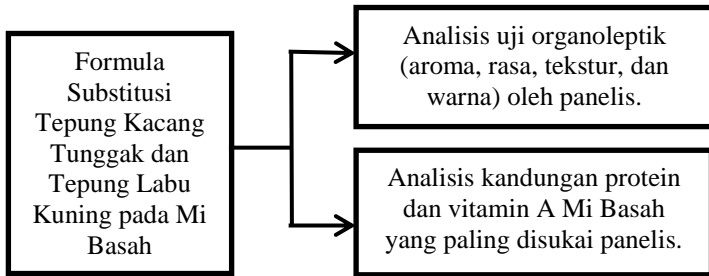 Formula
Substitusi
Tepung Kacang
Tunggak dan
Tepung Labu
Kuning pada Mi
Basah
Analisis uji organoleptik
(aroma, rasa, tekstur, dan
warna) oleh panelis.
Analisis kandungan protein
dan vitamin A Mi Basah
yang paling disukai panelis.